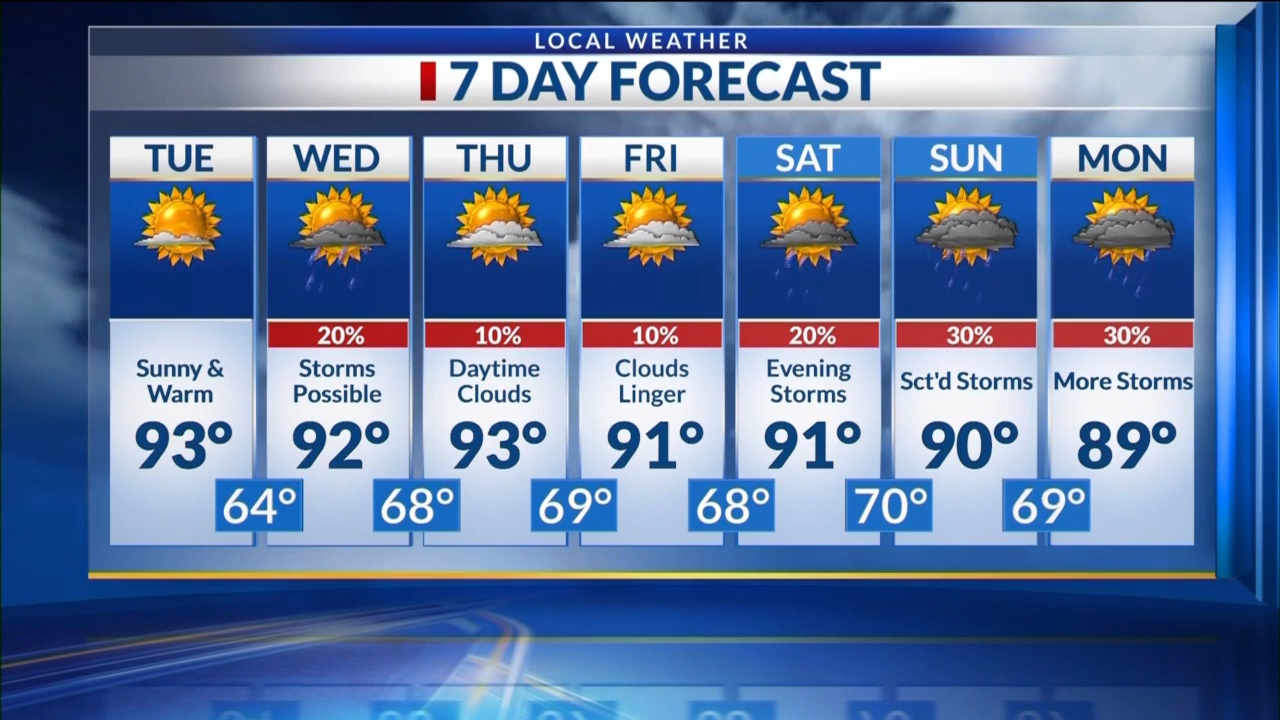 LOCAL WEATHER
7 DAY FORECAST
TUE WED THU FRI SAT SUN MON
20% 10% 10% 20% 30% 30%
Sunny &
Warm
Storms
Possible
Daytime
Clouds
Clouds
Linger
Evening
Storms
Sct'd Storms
More Storms
93° 92° 93° 91° 91° 90° 89°
64° 68° 69° 68° 70° 69°